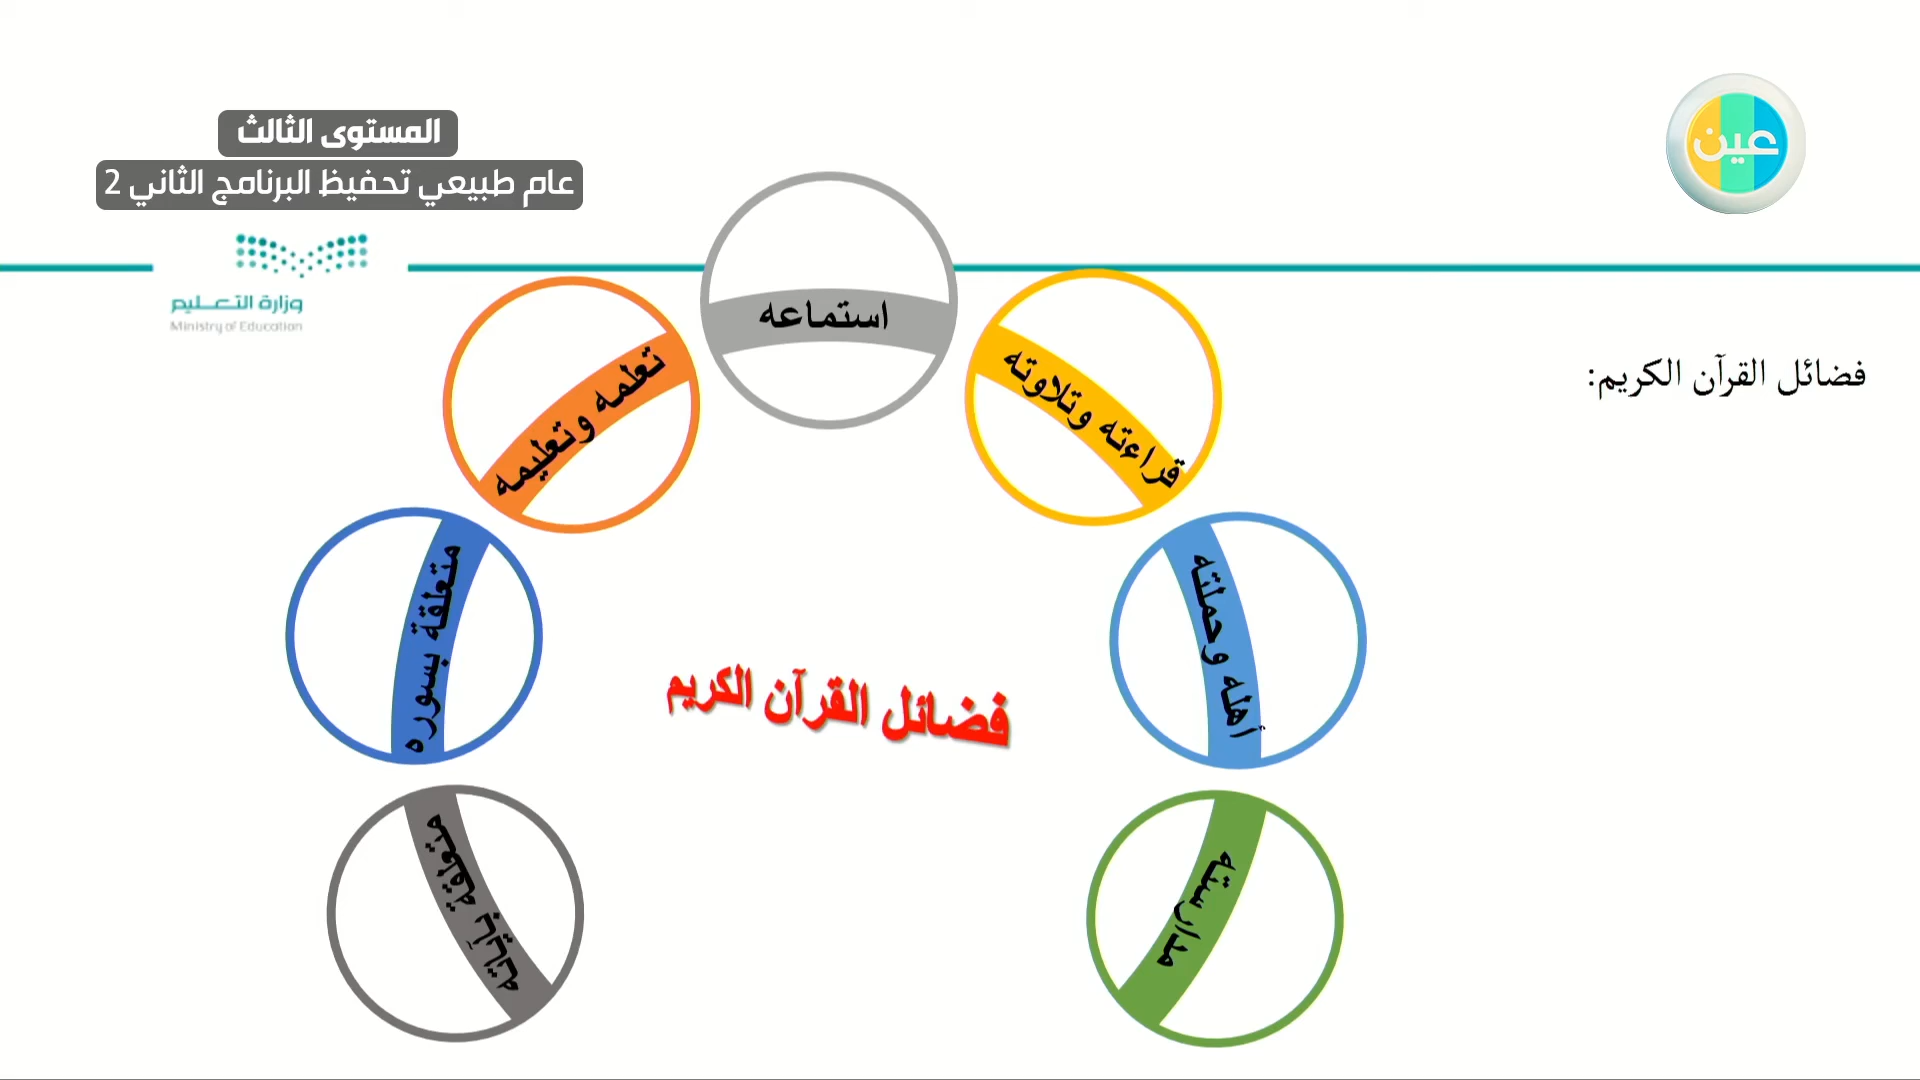 المستوى الثالث
عام طبيعي تحفيظ البرنامج الثاني 2
عين
وزارة التعليم
Ministry of Education
فضائل القرآن الكريم:
استماعه
قراءته وتلاوته
تعلمه وتعليمه
أهله وحملته
متعلقة بسوره
مدارسته
متعلقة بآياته
فضائل القرآن الكريم